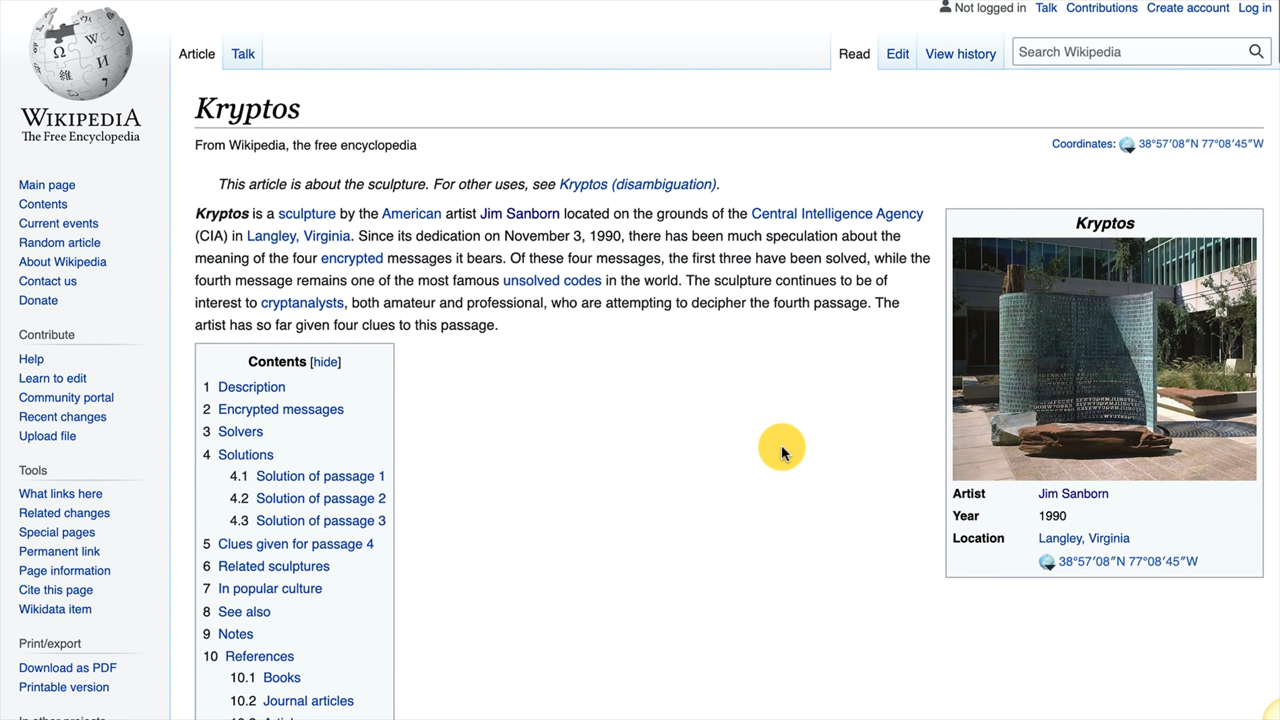 Not logged in Talk Contributions Create account Log in
Article Talk Read Edit View history Search Wikipedia
WIKIPEDIA
The Free Encyclopedia
Main page
Contents
Current events
Random article
About Wikipedia
Contact us
Donate
Contribute
Help
Learn to edit
Community portal
Recent changes
Upload file
Tools
What links here
Related changes
Special pages
Permanent link
Page information
Cite this page
Wikidata item
Print/export
Download as PDF
Printable version
In other projects
Kryptos
From Wikipedia, the free encyclopedia
Coordinates: 38°57′08″N 77°08′45″W
This article is about the sculpture. For other uses, see Kryptos (disambiguation).
Kryptos is a sculpture by the American artist Jim Sanborn located on the grounds of the Central Intelligence Agency
(CIA) in Langley, Virginia. Since its dedication on November 3, 1990, there has been much speculation about the
meaning of the four encrypted messages it bears. Of these four messages, the first three have been solved, while the
fourth message remains one of the most famous unsolved codes in the world. The sculpture continues to be of
interest to cryptanalysts, both amateur and professional, who are attempting to decipher the fourth passage. The
artist has so far given four clues to this passage.
Contents [hide]
1 Description
2 Encrypted messages
3 Solvers
4 Solutions
4.1 Solution of passage 1
4.2 Solution of passage 2
4.3 Solution of passage 3
5 Clues given for passage 4
6 Related sculptures
7 In popular culture
8 See also
9 Notes
10 References
10.1 Books
10.2 Journal articles
Kryptos
Artist Jim Sanborn
Year 1990
Location Langley, Virginia
38°57′08″N 77°08′45″W